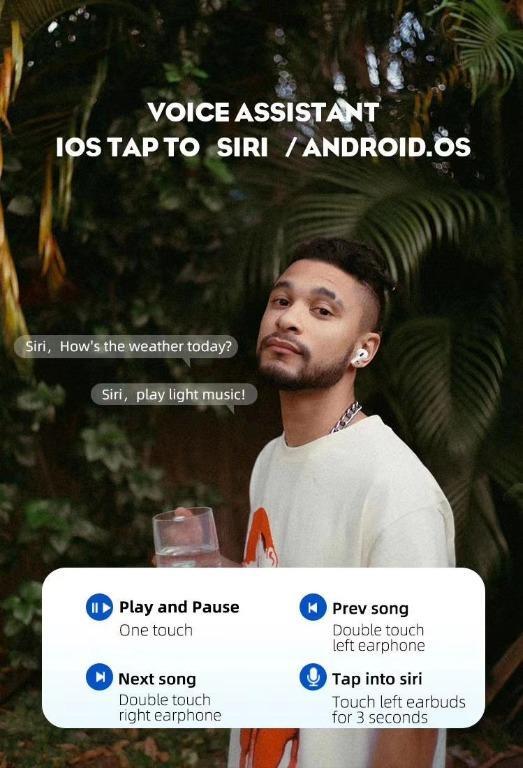 VOICE ASSISTANT
IOS TAP TO SIRI / ANDROID.OS
Siri, How's the weather today?
Siri, play light music!
Play and Pause
One touch
Prev song
Double touch
left earphone
Next song
Double touch
right earphone
Tap into siri
Touch left earbuds
for 3 seconds